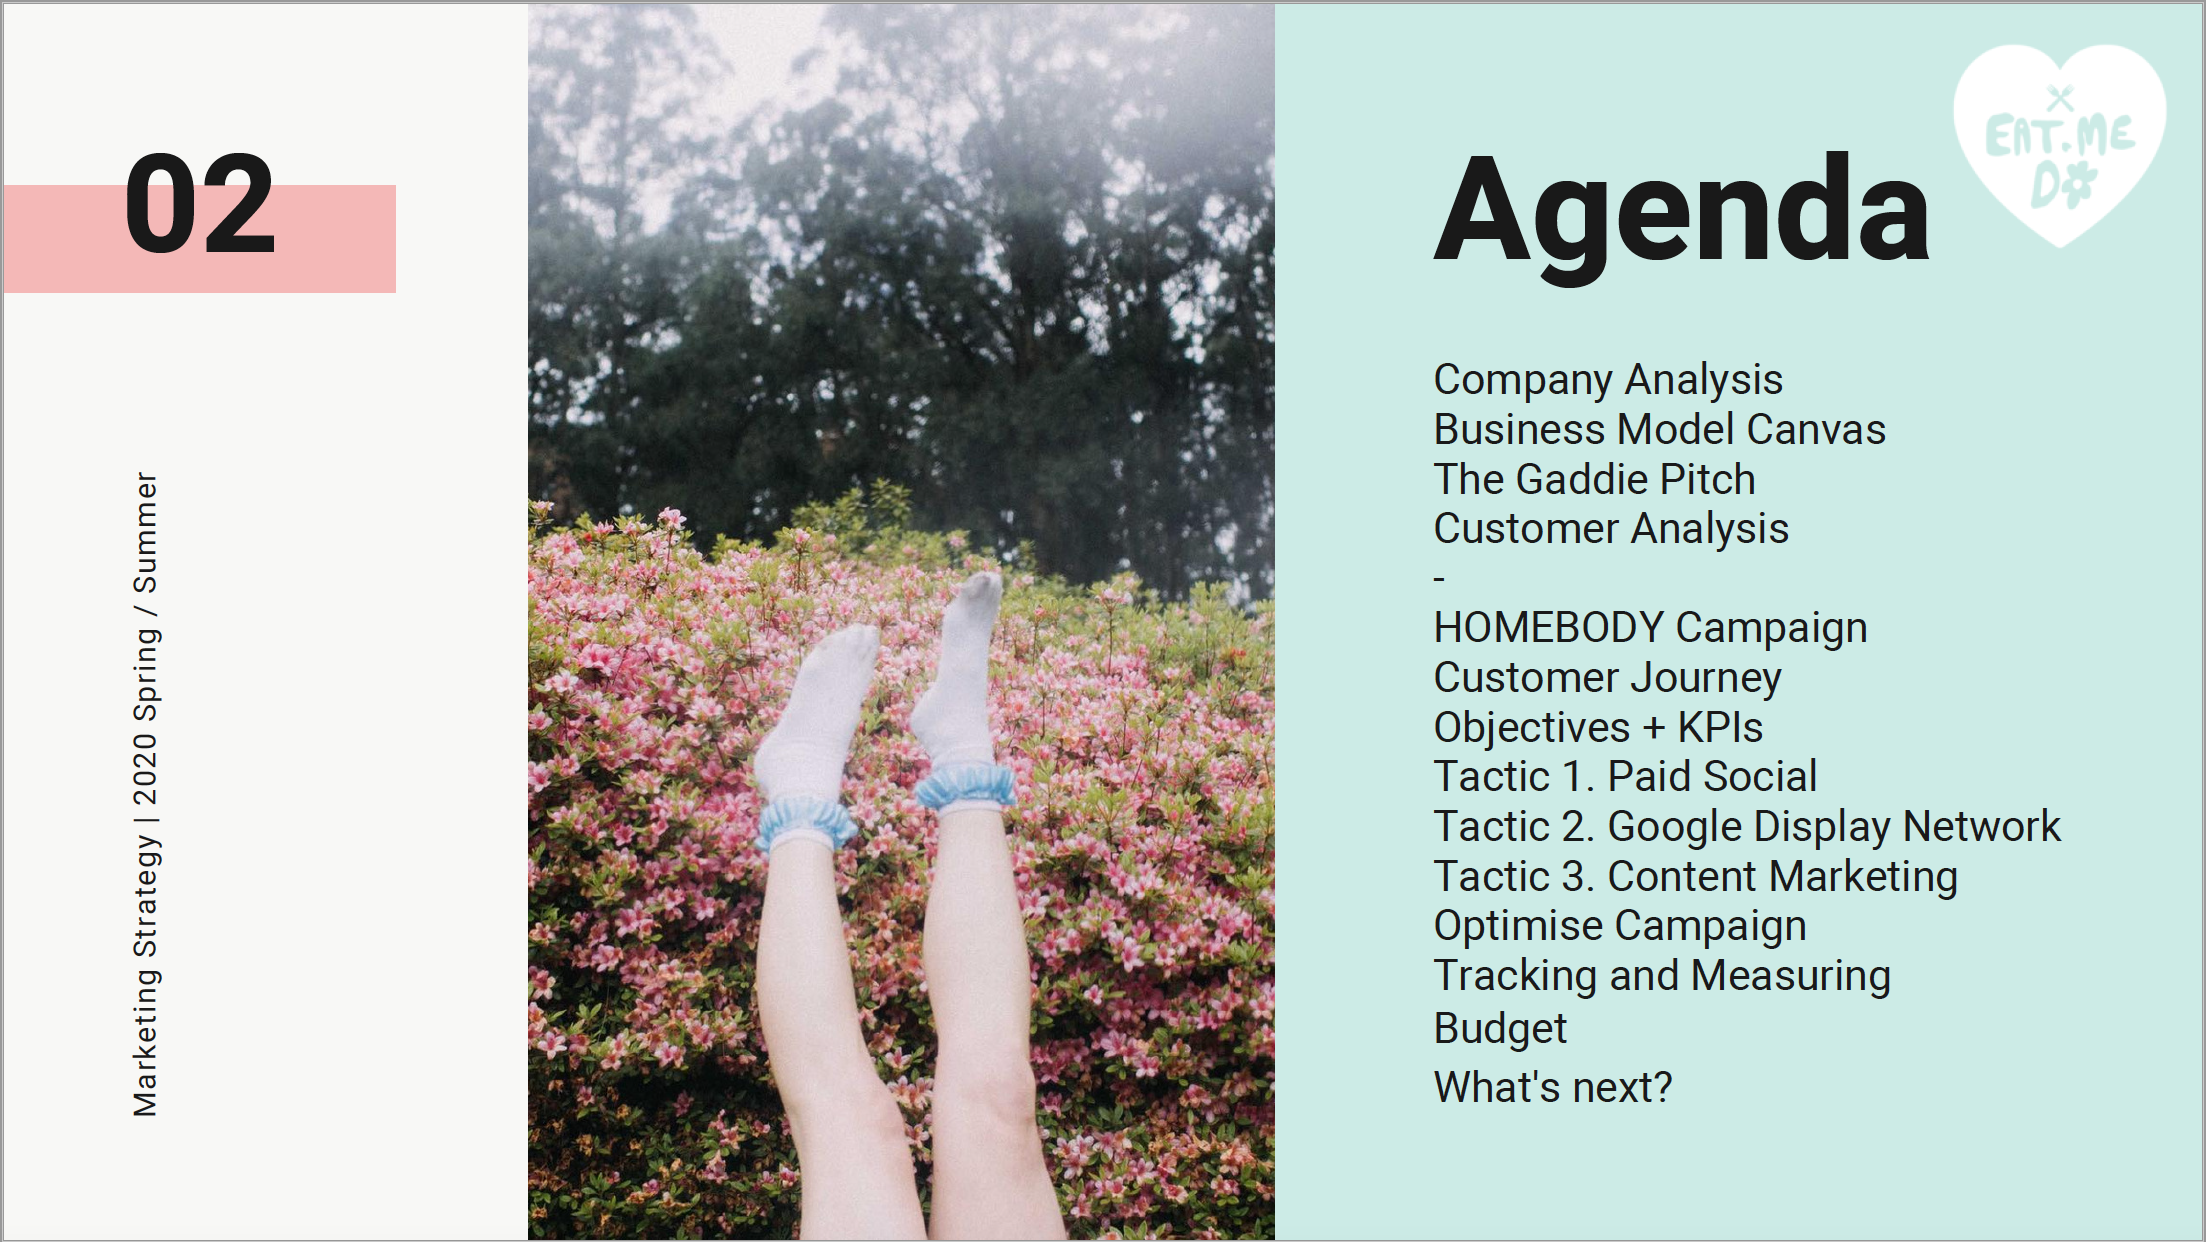 02
Marketing Strategy | 2020 Spring / Summer
Agenda
EAT.ME
DO
Company Analysis
Business Model Canvas
The Gaddie Pitch
Customer Analysis
-
HOMEBODY Campaign
Customer Journey
Objectives + KPIs
Tactic 1. Paid Social
Tactic 2. Google Display Network
Tactic 3. Content Marketing
Optimise Campaign
Tracking and Measuring
Budget
What's next?